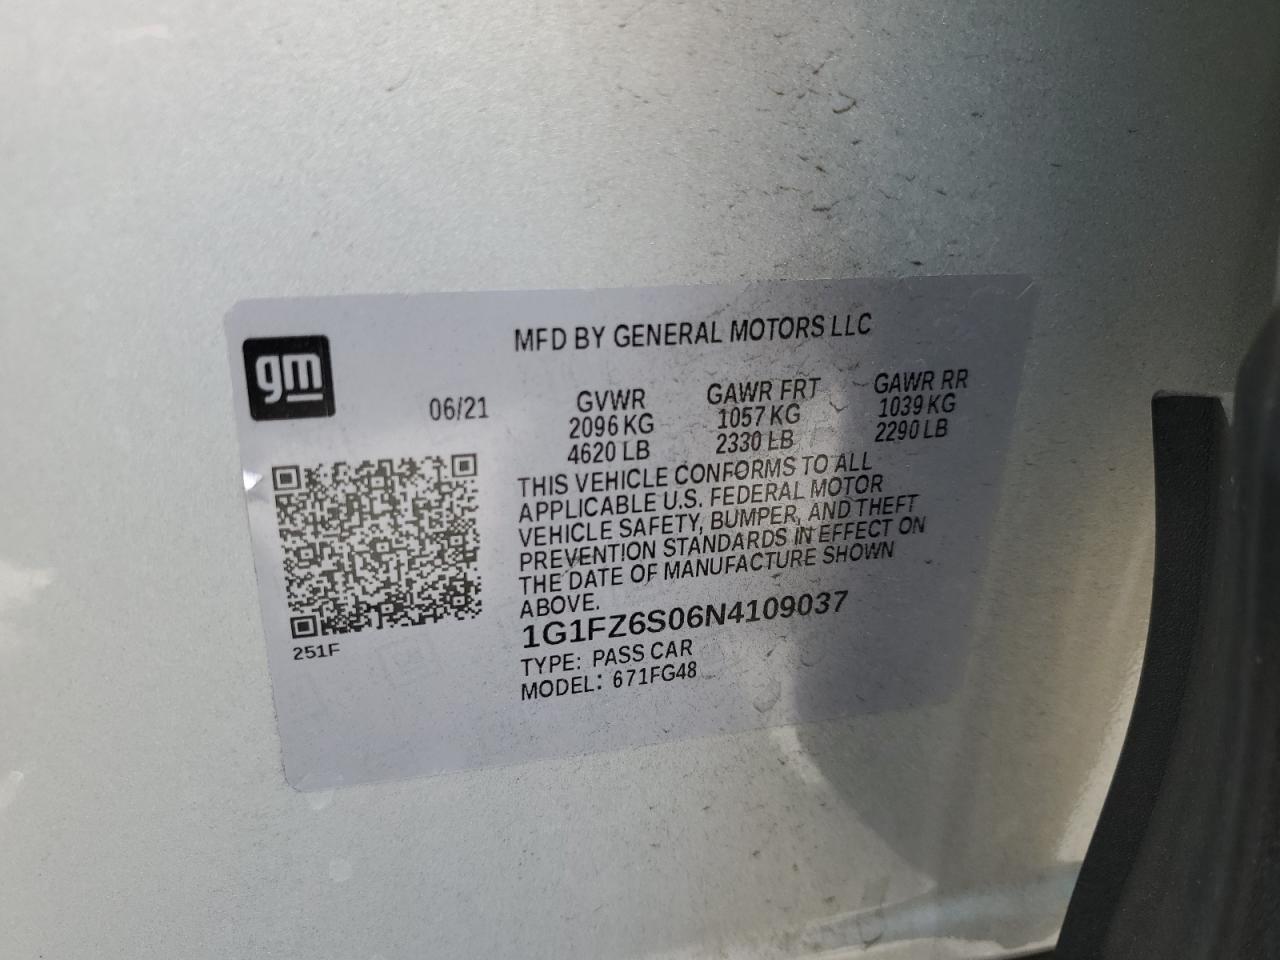 gm
MFD BY GENERAL MOTORS LLC
06/21
GVWR GAWR FRT GAWR RR
2096 KG 1057 KG 1039 KG
4620 LB 2330 LB 2290 LB
THIS VEHICLE CONFORMS TO ALL
APPLICABLE U.S. FEDERAL MOTOR
VEHICLE SAFETY, BUMPER, AND THEFT
PREVENTION STANDARDS IN EFFECT ON
THE DATE OF MANUFACTURE SHOWN
ABOVE.
1G1FZ6S06N4109037
TYPE: PASS CAR
MODEL: 671FG48
251F